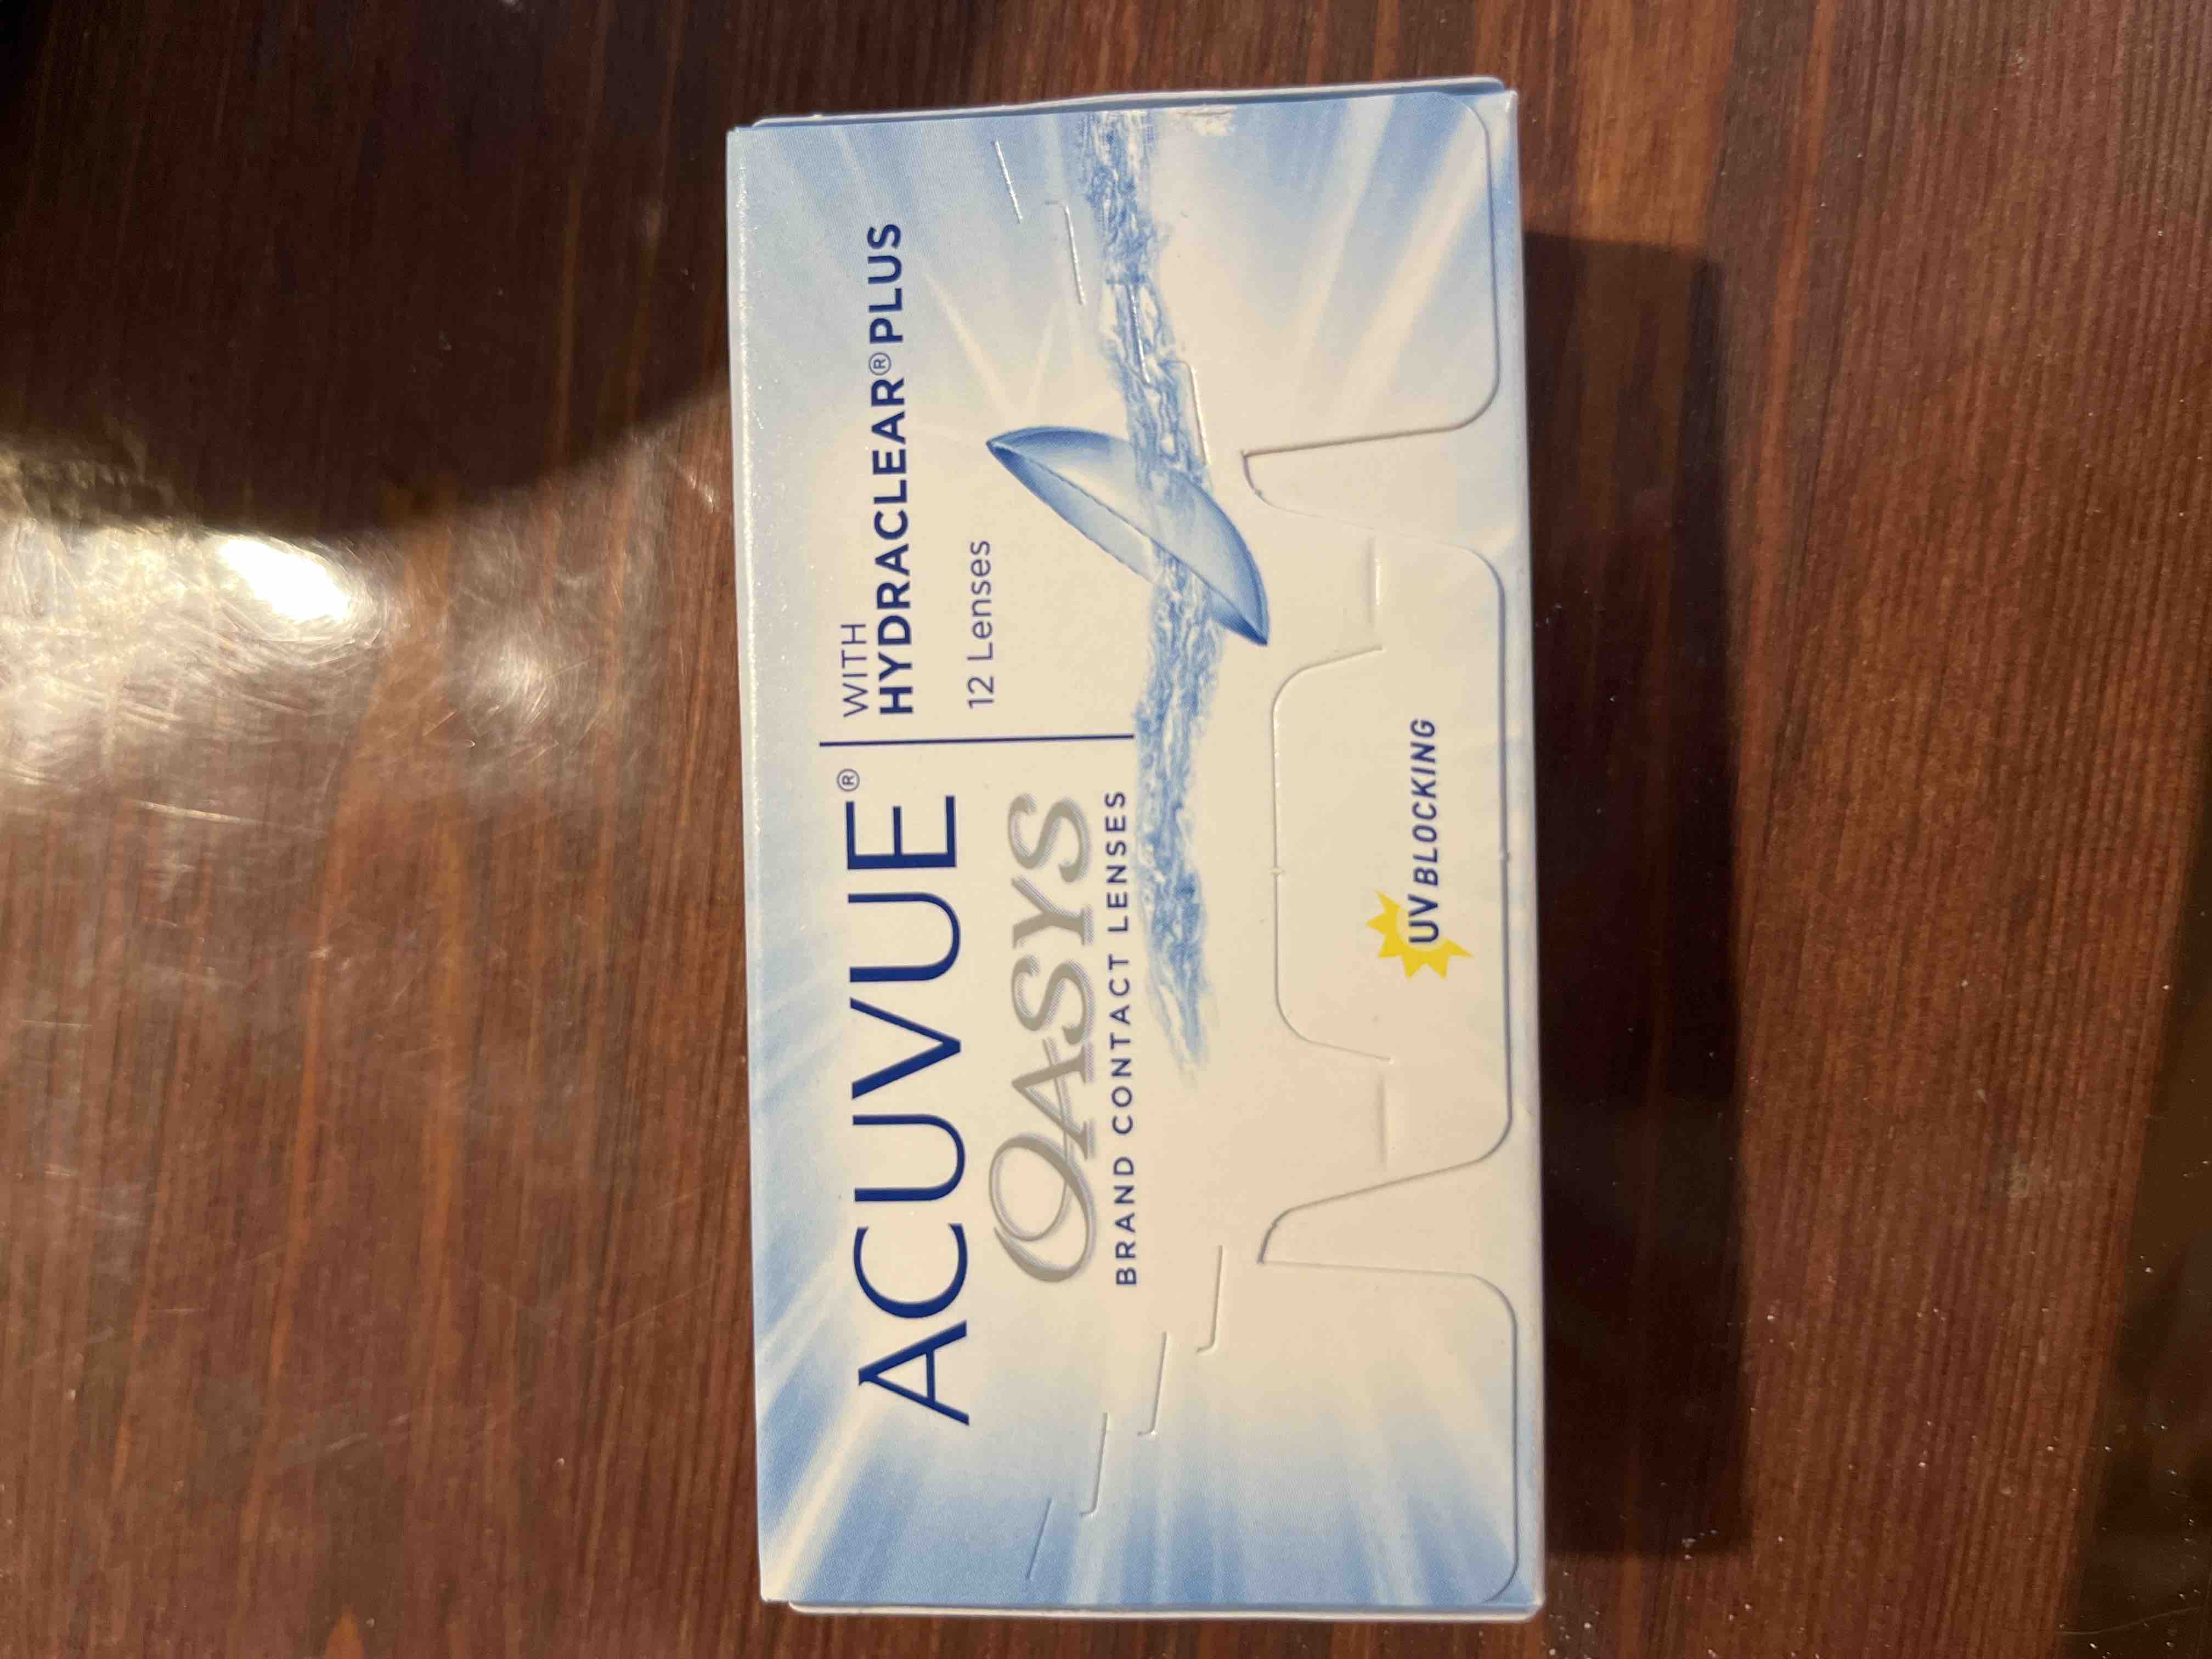 ACUVUE®
OASYS
BRAND CONTACT LENSES
WITH
HYDRACLEAR® PLUS
12 Lenses
UV BLOCKING